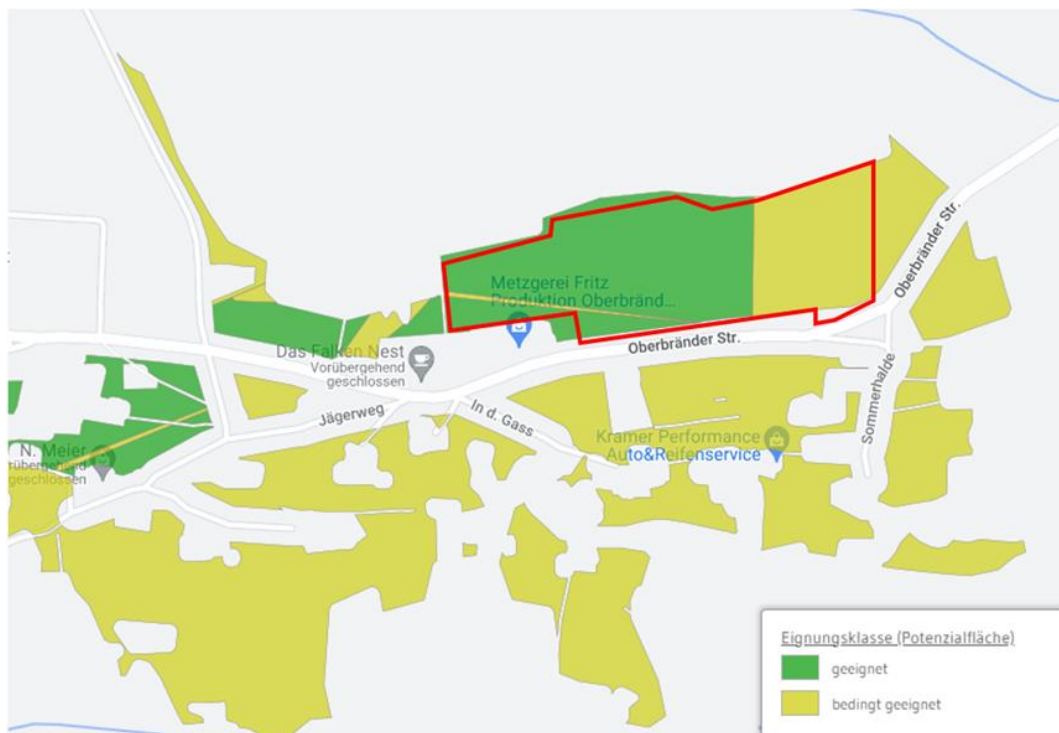 Metzgerei Fritz
Produktion Oberbränd...
Oberbränder Str.
Das Falken Nest
Vorübergehend
geschlossen
Oberbränder Str.
Jägerweg
In d. Gass
Sommerhalde
Kramer Performance
Auto&Reifenservice
N. Meier
rübergehend
geschlossen
Eignungsklasse (Potenzialfläche)
geeignet
bedingt geeignet